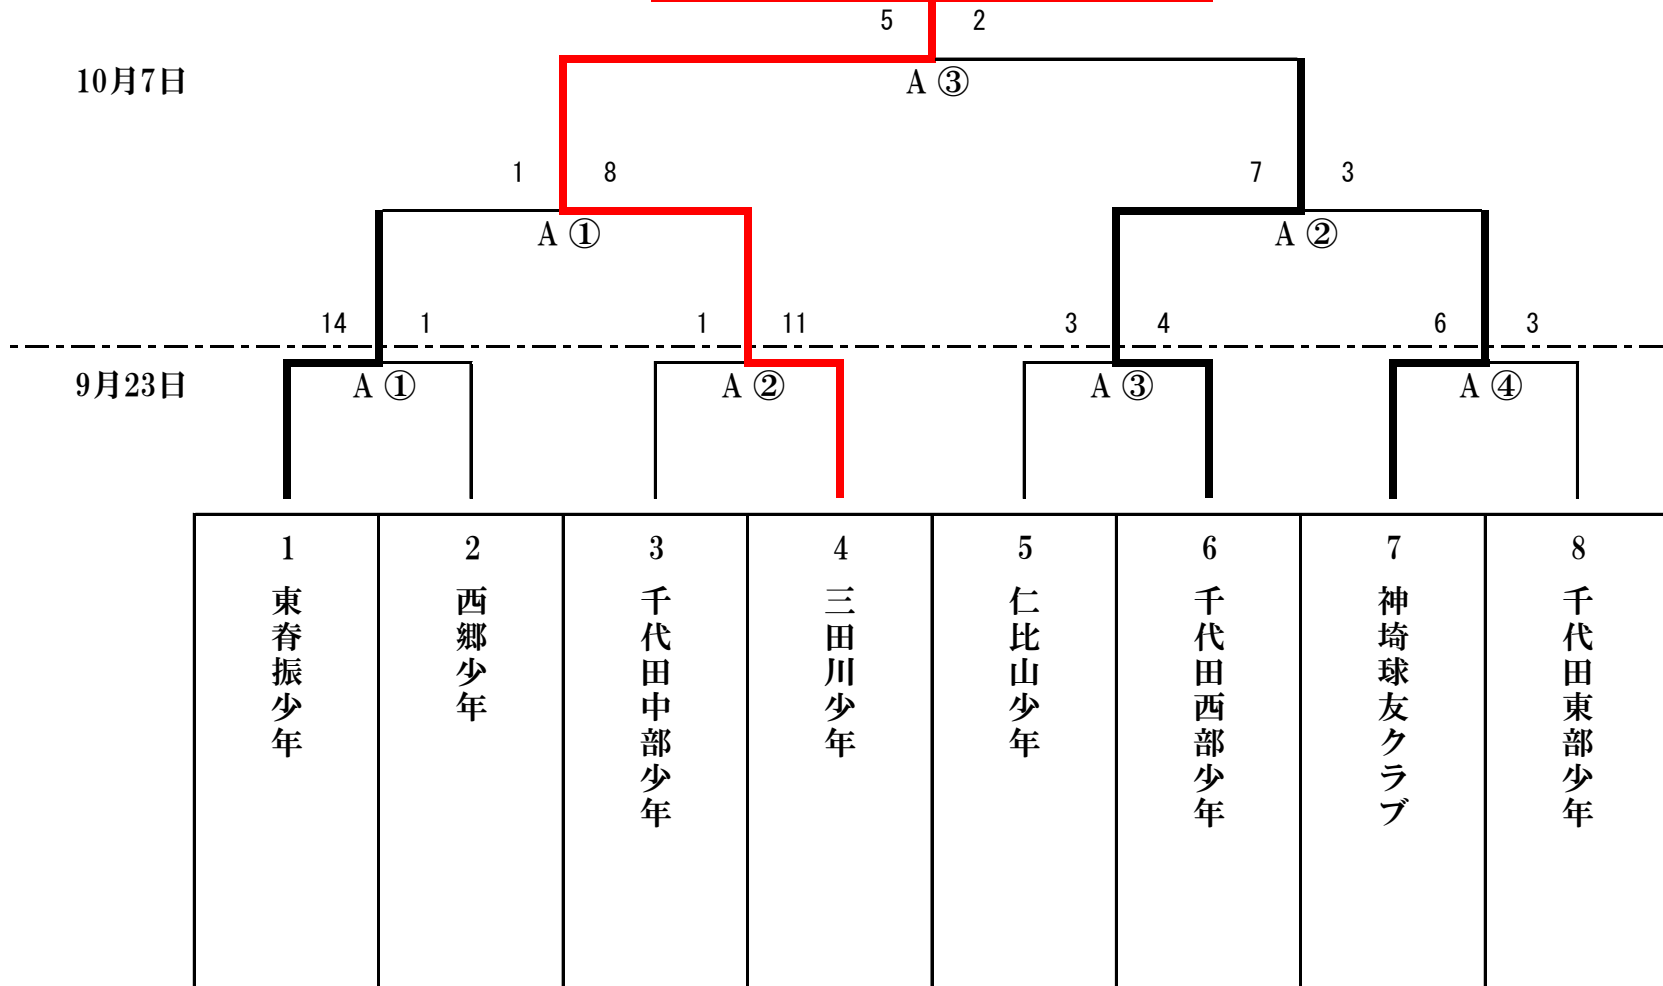 5 2
10月7日
A ③
1 8
7 3
A ①
A ②
14 1
1 11
3 4
6 3
9月23日
A ①
A ②
A ③
A ④
1 東脊振少年
2 西郷少年
3 千代田中部少年
4 三田川少年
5 仁比山少年
6 千代田西部少年
7 神埼球友クラブ
8 千代田東部少年